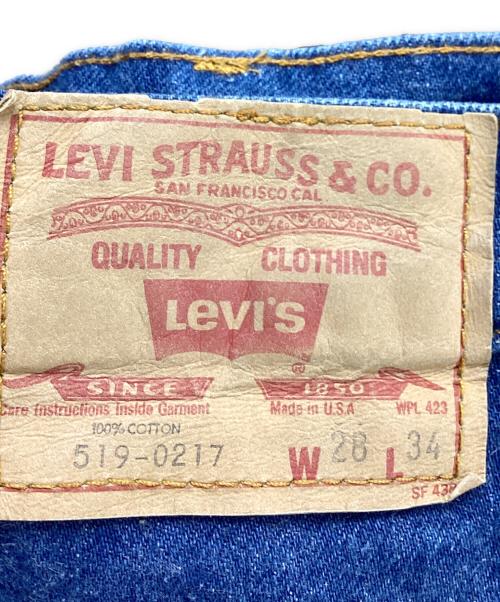 LEVI STRAUSS & CO.
SAN FRANCISCO CAL
QUALITY CLOTHING
LEVI'S
®
SINCE 1850
Care Instructions Inside Garment Made in U.S.A WPL 423
100% COTTON
519-0217 W 28 L 34
SF